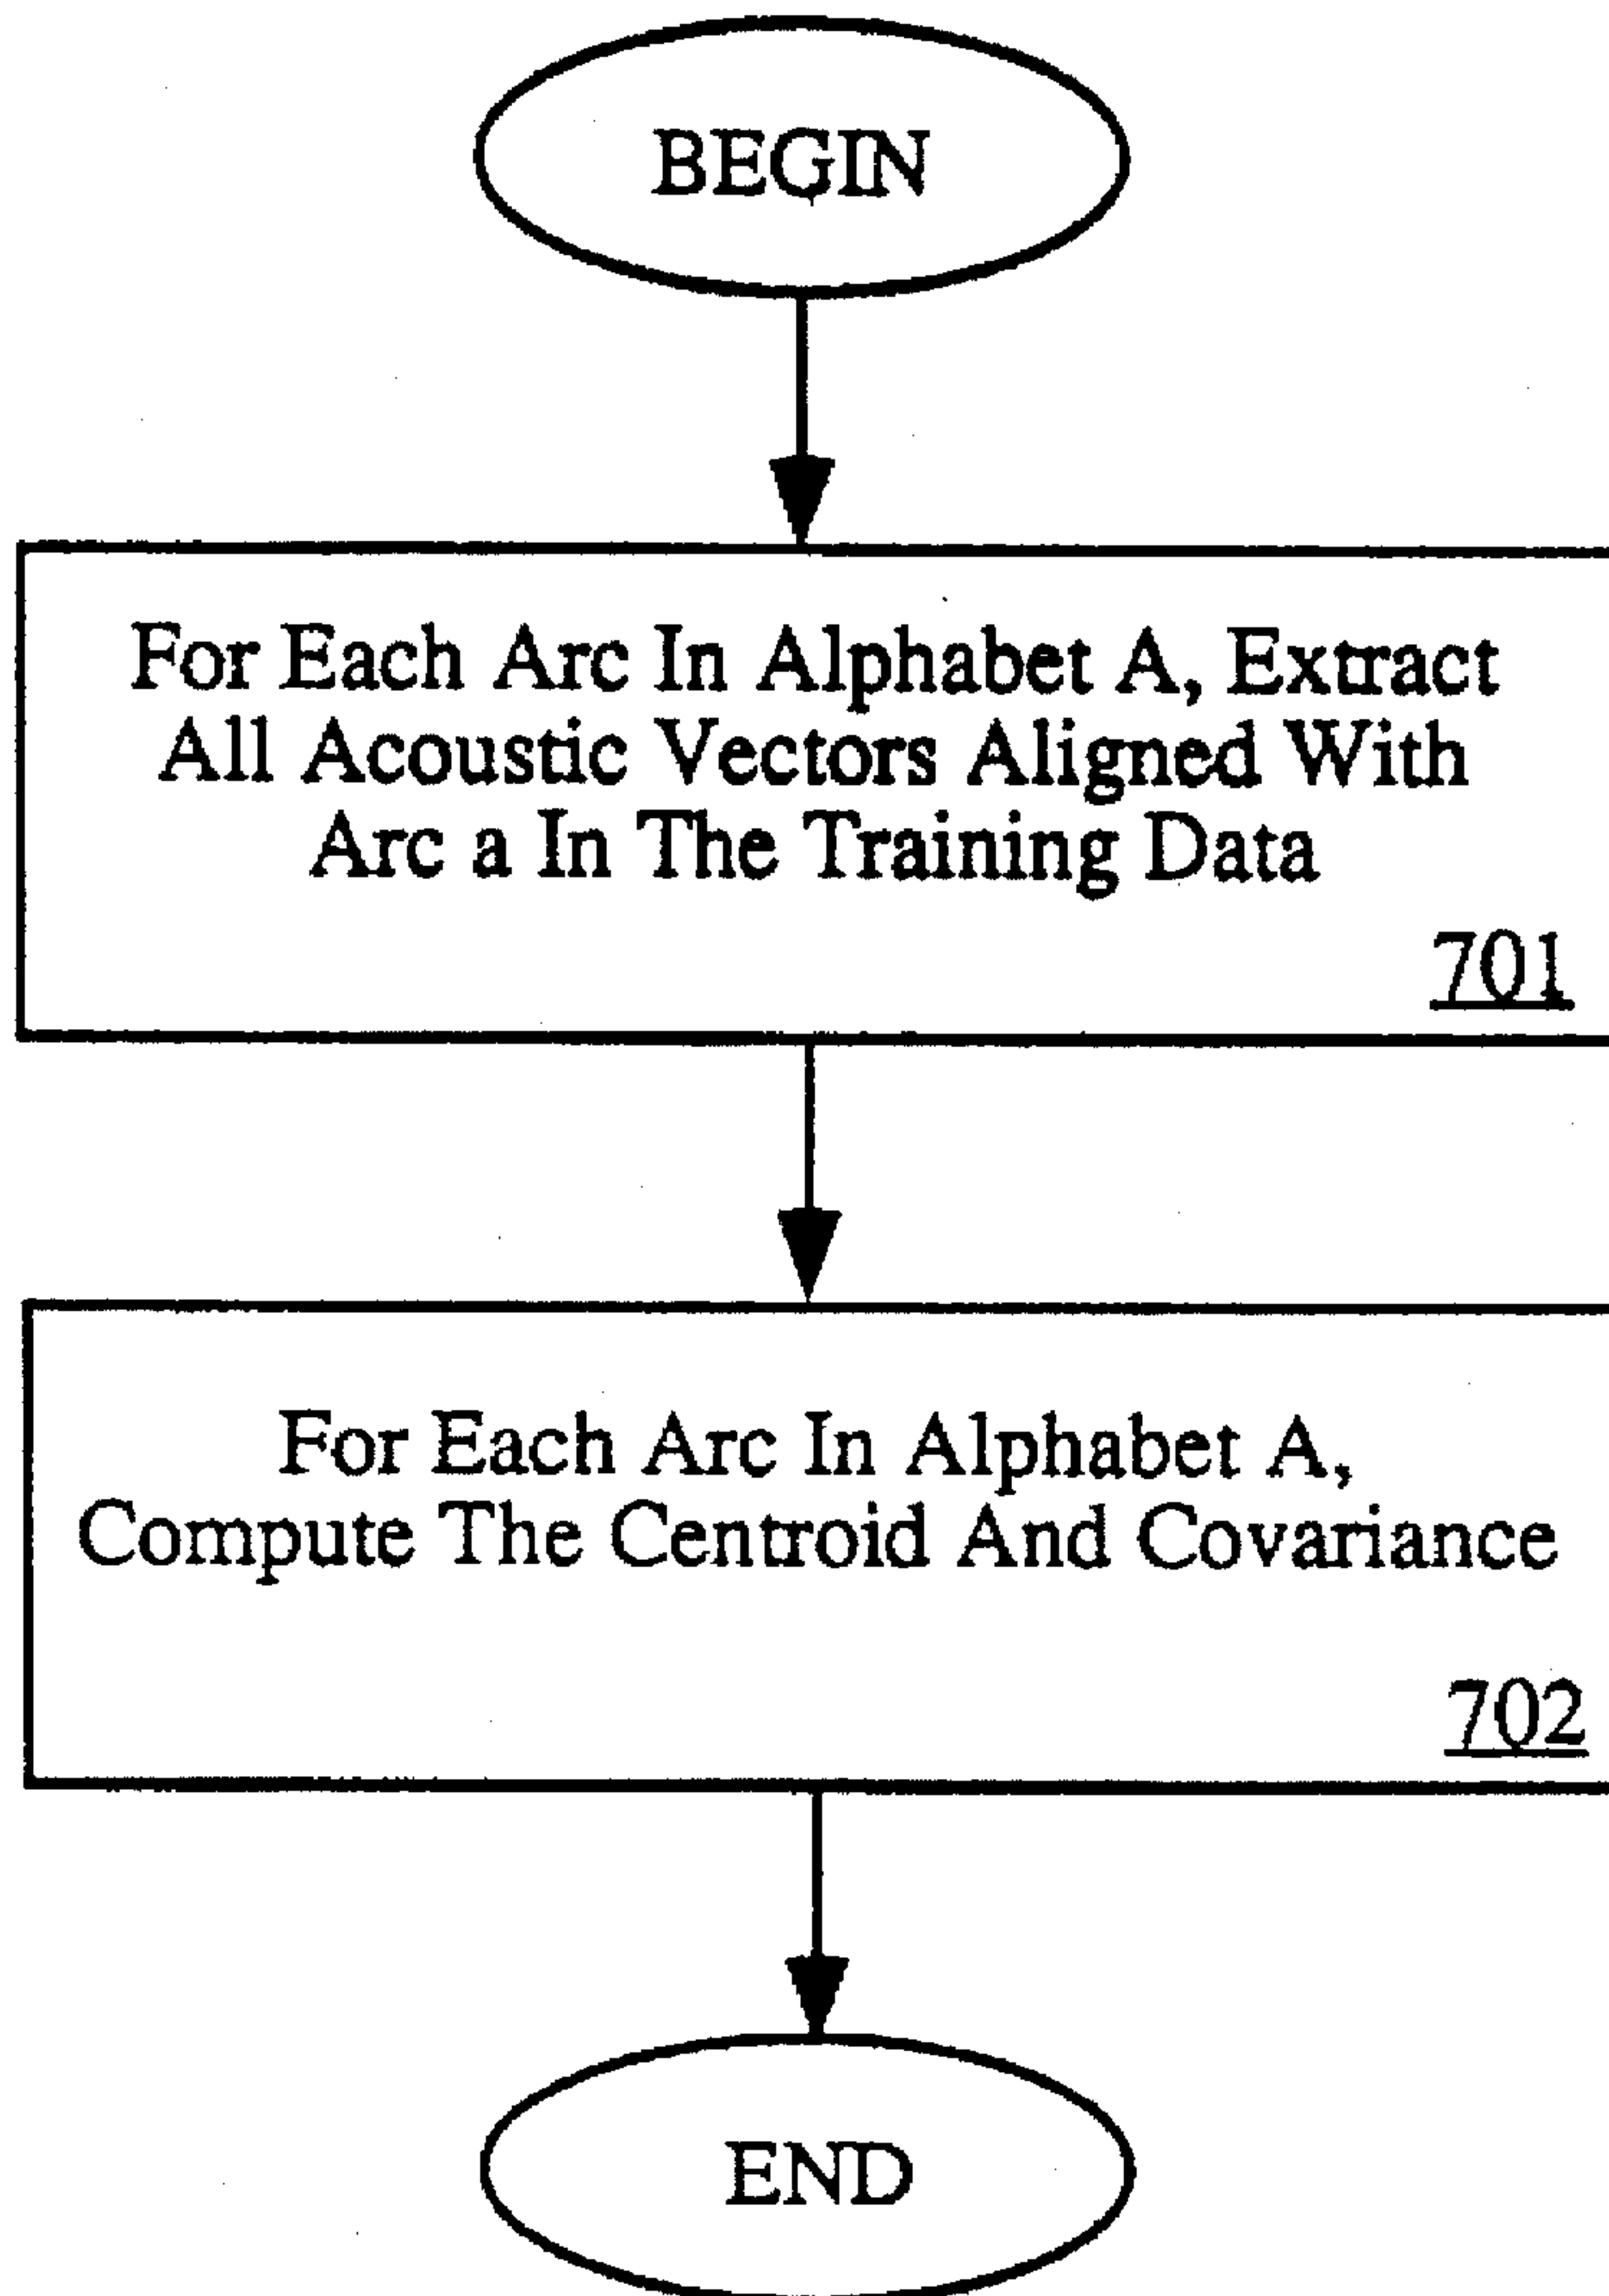 BEGIN
For Each Arc In Alphabet A, Extract
All Acoustic Vectors Aligned With
Arc a In The Training Data
701
For Each Arc In Alphabet A,
Compute The Centroid And Covariance
702
END